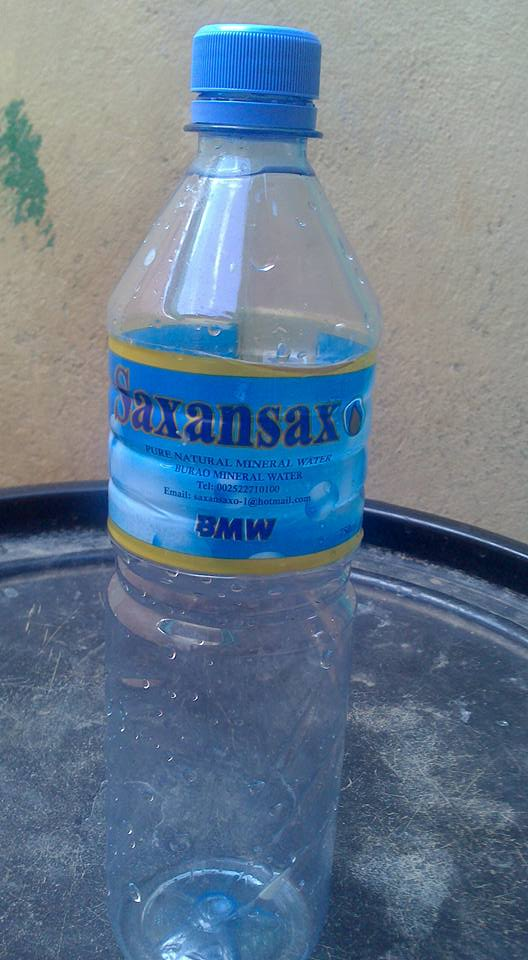 Saxansax
PURE NATURAL MINERAL WATER
BURAO MINERAL WATER
Tel: 002522710100
Email: saxansaxo-1@hotmail.com
BMW